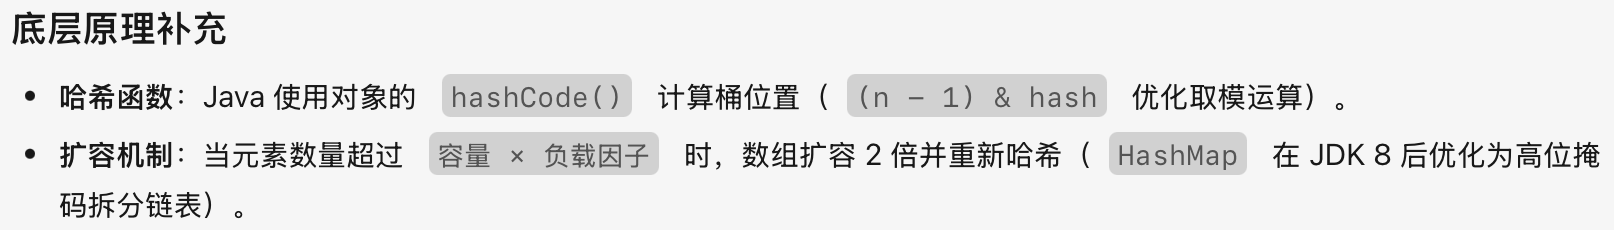 底层原理补充
• 哈希函数：Java 使用对象的 hashCode() 计算桶位置（ (n - 1) & hash 优化取模运算）。
• 扩容机制：当元素数量超过 容量 × 负载因子 时，数组扩容 2 倍并重新哈希（ HashMap 在 JDK 8 后优化为高位掩
码拆分链表）。